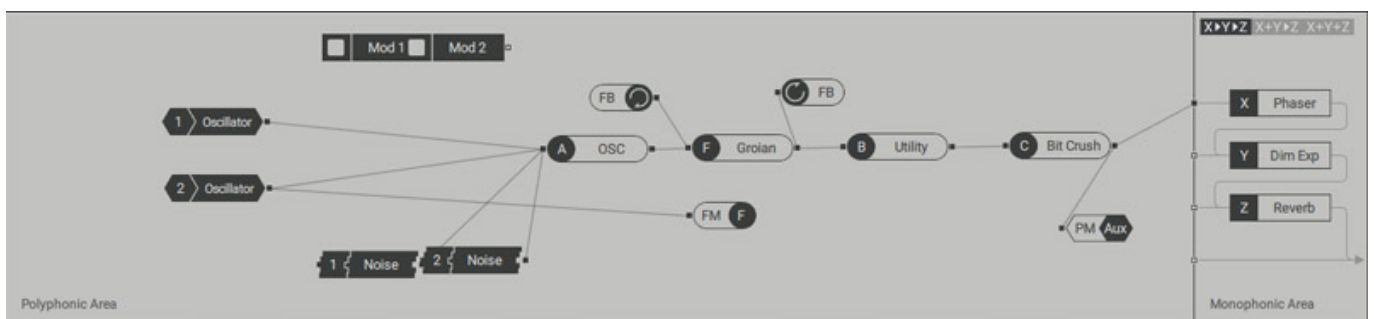 X▸Y▸Z X+Y▸Z X+Y+Z
Mod 1 Mod 2
FB FB
X Phaser
1 Oscillator
A OSC F Groian B Utility C Bit Crush
Y Dim Exp
2 Oscillator
FM F
Z Reverb
PM Aux
1 Noise 2 Noise
Polyphonic Area Monophonic Area